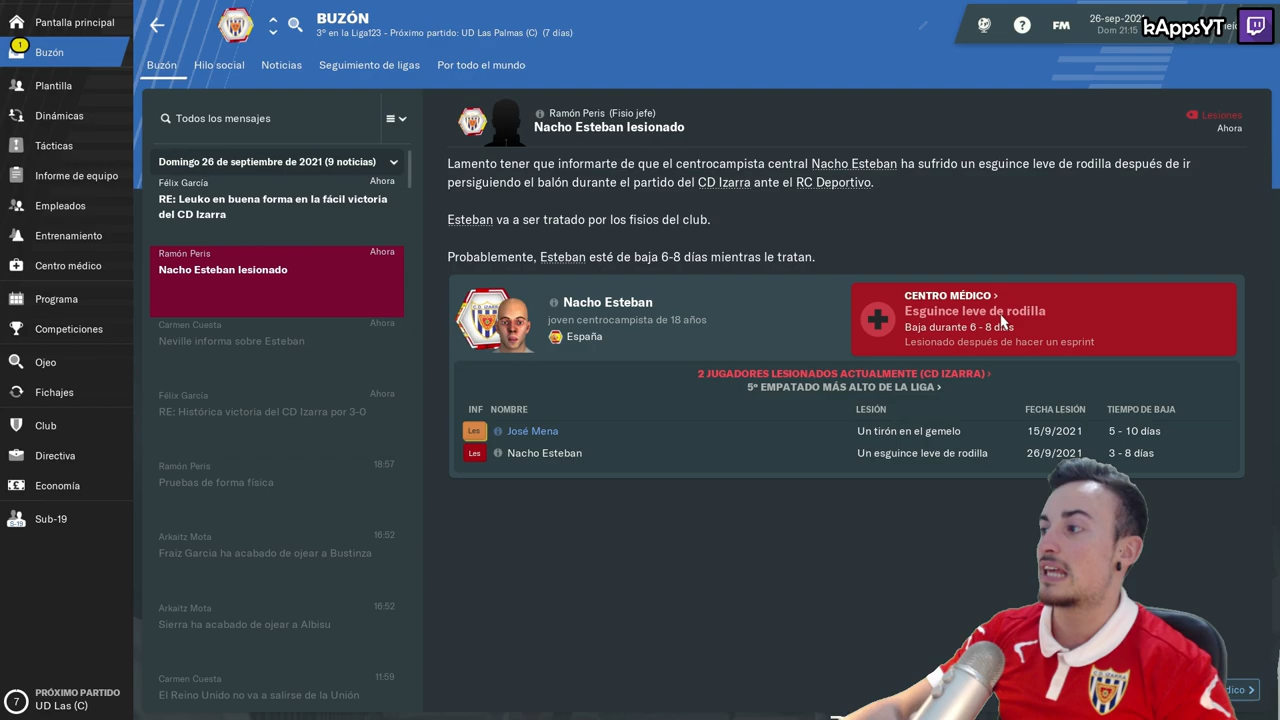 Pantalla principal
1
Buzón
Plantilla
Dinámicas
Tácticas
Informe de equipo
Empleados
Entrenamiento
Centro médico
Programa
Competiciones
Ojeo
Fichajes
Club
Directiva
Economía
S-19 Sub-19
7 PRÓXIMO PARTIDO
UD Las (C)
BUZÓN
3º en la Liga123 - Próximo partido: UD Las Palmas (C) (7 días)
? FM 26-sep-202
Dom 21:15
kAppsYT
Buzón Hilo social Noticias Seguimiento de ligas Por todo el mundo
Todos los mensajes
Domingo 26 de septiembre de 2021 (9 noticias)
Félix García Ahora
RE: Leuko en buena forma en la fácil victoria
del CD Izarra
Ramón Peris Ahora
Nacho Esteban lesionado
Carmen Cuesta Ahora
Neville informa sobre Esteban
Félix García Ahora
RE: Histórica victoria del CD Izarra por 3-0
Ramón Peris 18:57
Pruebas de forma física
Arkaitz Mota 16:52
Fraiz García ha acabado de ojear a Bustinza
Arkaitz Mota 16:52
Sierra ha acabado de ojear a Albisu
Carmen Cuesta 11:59
El Reino Unido no va a salirse de la Unión
Ramón Peris (Fisio jefe)
Nacho Esteban lesionado
Lesiones
Ahora
Lamento tener que informarte de que el centrocampista central Nacho Esteban ha sufrido un esguince leve de rodilla después de ir
persiguiendo el balón durante el partido del CD Izarra ante el RC Deportivo.
Esteban va a ser tratado por los fisios del club.
Probablemente, Esteban esté de baja 6-8 días mientras le tratan.
Nacho Esteban
joven centrocampista de 18 años
España
CENTRO MÉDICO ›
Esguince leve de rodilla
Baja durante 6 - 8 días
Lesionado después de hacer un esprint
2 JUGADORES LESIONADOS ACTUALMENTE (CD IZARRA) ›
5º EMPATADO MÁS ALTO DE LA LIGA ›
INF NOMBRE LESIÓN FECHA LESIÓN TIEMPO DE BAJA
Les José Mena Un tirón en el gemelo 15/9/2021 5 - 10 días
Les Nacho Esteban Un esguince leve de rodilla 26/9/2021 3 - 8 días
dico ›